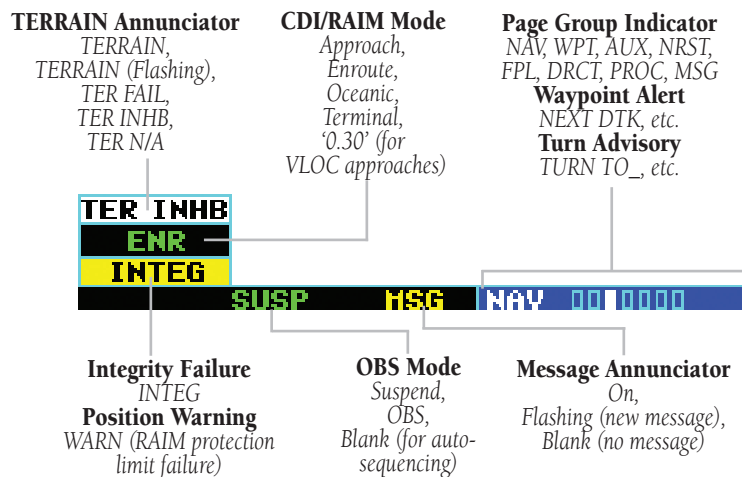 TERRAIN Annunciator
TERRAIN,
TERRAIN (Flashing),
TER FAIL,
TER INHB,
TER N/A
CDI/RAIM Mode
Approach,
Enroute,
Oceanic,
Terminal,
‘0.30’ (for
VLOC approaches)
Page Group Indicator
NAV, WPT, AUX, NRST,
FPL, DRCT, PROC, MSG
Waypoint Alert
NEXT DTK, etc.
Turn Advisory
TURN TO_, etc.
TER INHB
ENR
INTEG
SUSP MSG NAV
Integrity Failure
INTEG
Position Warning
WARN (RAIM protection
limit failure)
OBS Mode
Suspend,
OBS,
Blank (for auto-
sequencing)
Message Annunciator
On,
Flashing (new message),
Blank (no message)